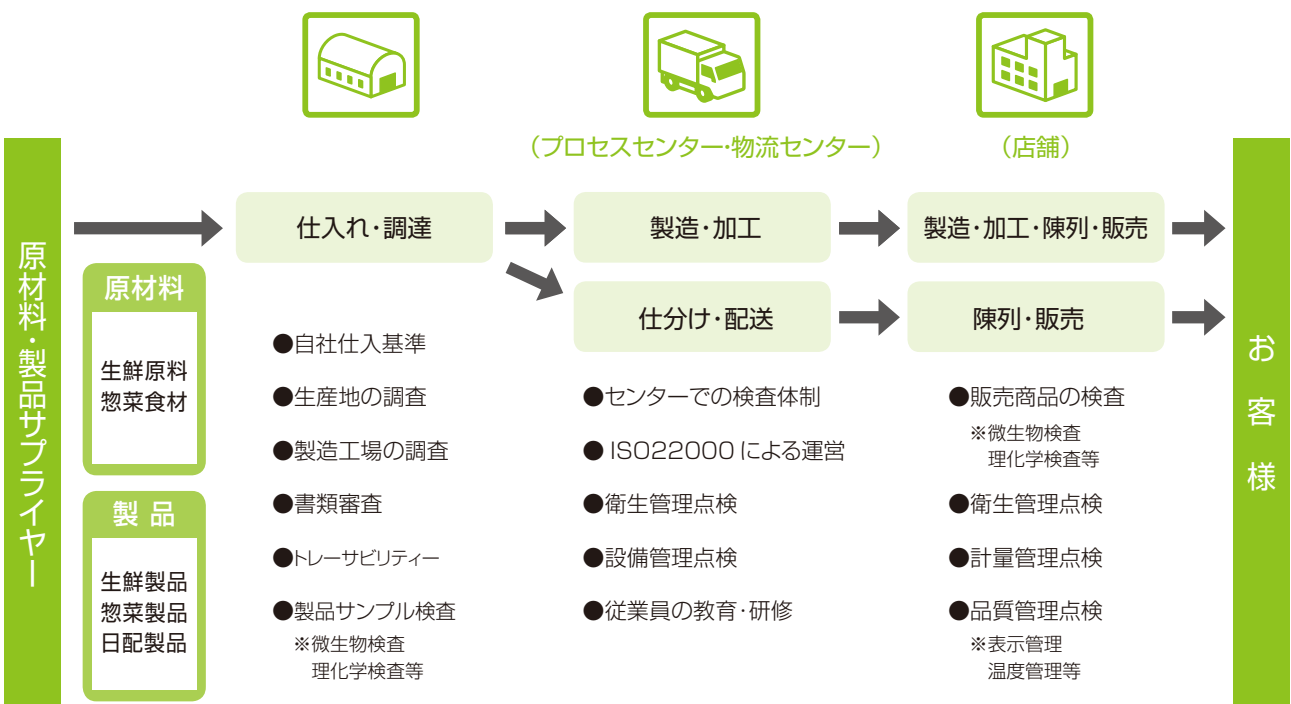 （プロセスセンター・物流センター）
（店舗）
原材料・製品サプライヤー
仕入れ・調達
製造・加工
製造・加工・陳列・販売
仕分け・配送
陳列・販売
原材料
生鮮原料
惣菜食材
製品
生鮮製品
惣菜製品
日配製品
●自社仕入基準
●生産地の調査
●製造工場の調査
●書類審査
●トレーサビリティー
●製品サンプル検査
※微生物検査
理化学検査等
●センターでの検査体制
●ISO22000による運営
●衛生管理点検
●設備管理点検
●従業員の教育・研修
●販売商品の検査
※微生物検査
理化学検査等
●衛生管理点検
●計量管理点検
●品質管理点検
※表示管理
温度管理等
お客様